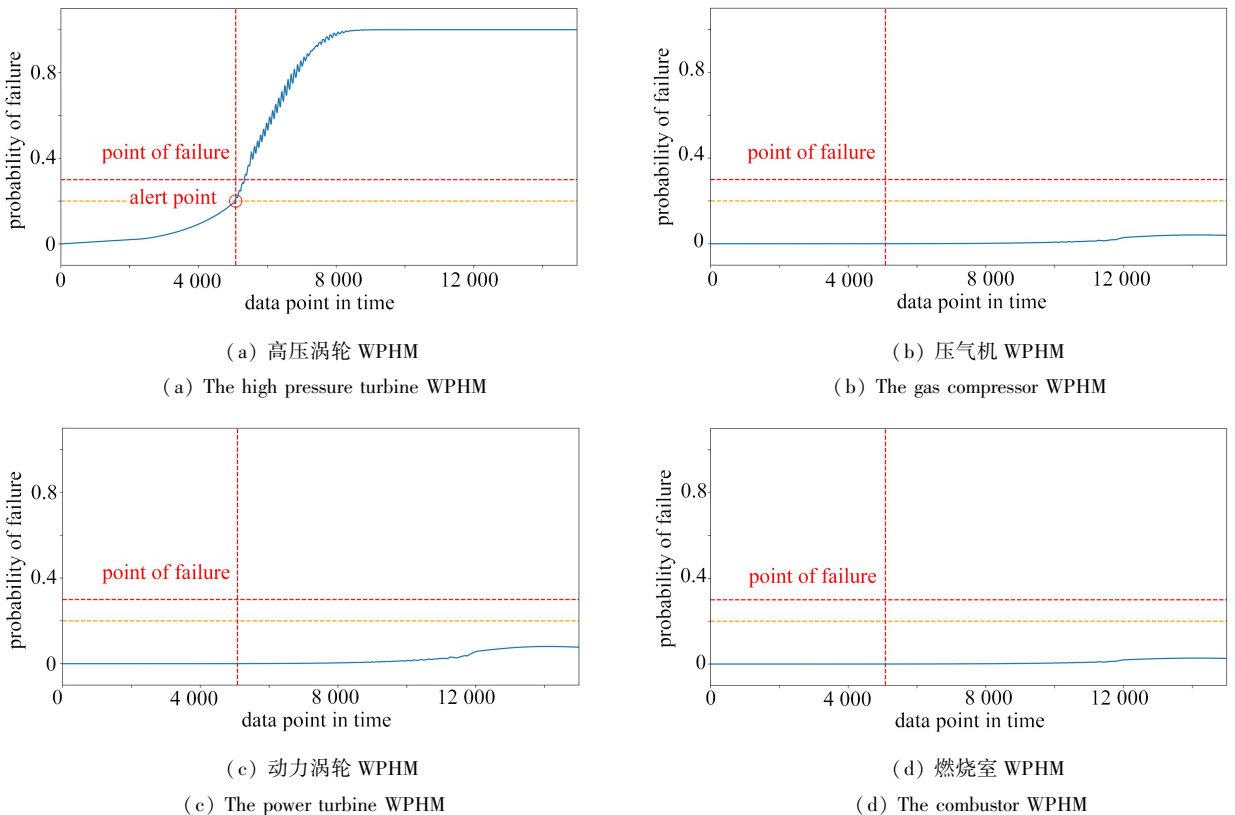 probability of failure
0.8
0.4
0
point of failure
alert point
0
4 000
8 000
12 000
data point in time
(a) 高压涡轮 WPHM
(a) The high pressure turbine WPHM
probability of failure
0.8
0.4
0
point of failure
0
4 000
8 000
12 000
data point in time
(b) 压气机 WPHM
(b) The gas compressor WPHM
probability of failure
0.8
0.4
0
point of failure
0
4 000
8 000
12 000
data point in time
(c) 动力涡轮 WPHM
(c) The power turbine WPHM
probability of failure
0.8
0.4
0
point of failure
0
4 000
8 000
12 000
data point in time
(d) 燃烧室 WPHM
(d) The combustor WPHM